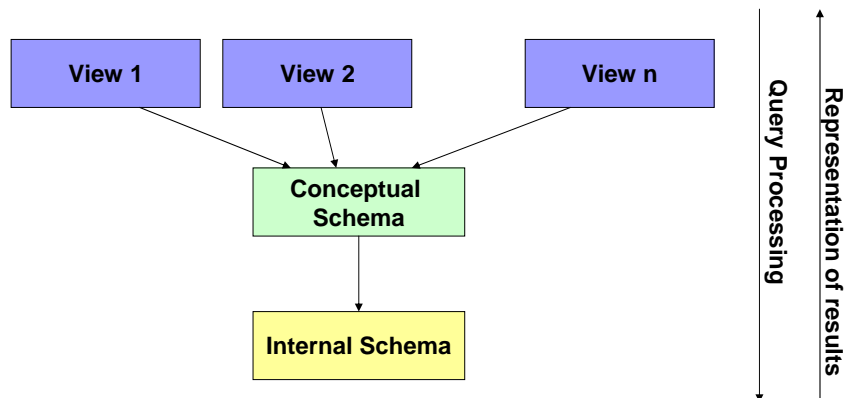 View 1
View 2
View n
Conceptual
Schema
Internal Schema
Query Processing
Representation of results